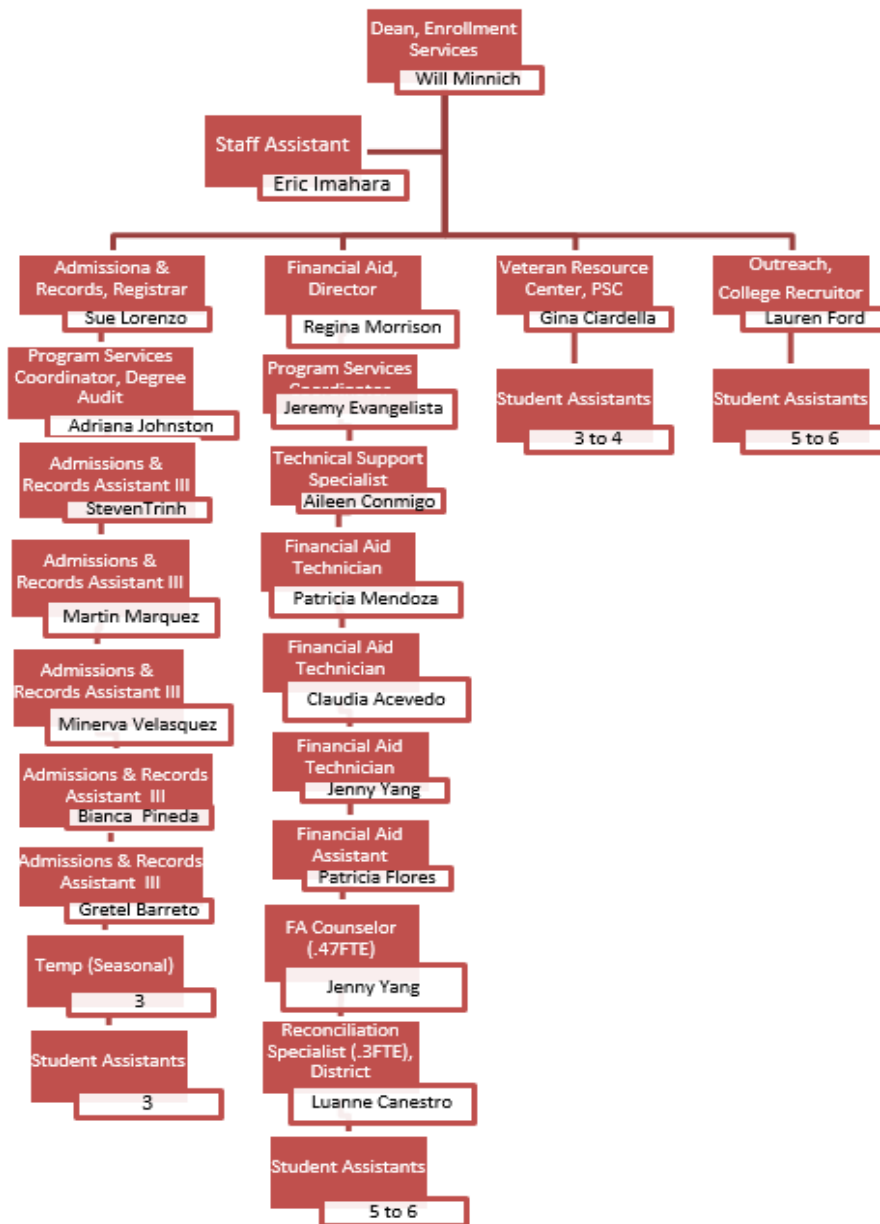 Dean, Enrollment
Services
Will Minnich
Staff Assistant
Eric Imahara
Admissiona &
Records, Registrar
Sue Lorenzo
Program Services
Coordinator, Degree
Audit
Adriana Johnston
Admissions &
Records Assistant III
StevenTrinh
Admissions &
Records Assistant III
Martin Marquez
Admissions &
Records Assistant III
Minerva Velasquez
Admissions & Records
Assistant III
Bianca Pineda
Admissions & Records
Assistant III
Gretel Barreto
Temp (Seasonal)
3
Student Assistants
3
Financial Aid,
Director
Regina Morrison
Program Services
Coordinator
Jeremy Evangelista
Technical Support
Specialist
Aileen Conmigo
Financial Aid
Technician
Patricia Mendoza
Financial Aid
Technician
Claudia Acevedo
Financial Aid
Technician
Jenny Yang
Financial Aid
Assistant
Patricia Flores
FA Counselor
(.47FTE)
Jenny Yang
Reconciliation
Specialist (.3FTE),
District
Luanne Canestro
Student Assistants
5 to 6
Veteran Resource
Center, PSC
Gina Ciardella
Student Assistants
3 to 4
Outreach,
College Recruitor
Lauren Ford
Student Assistants
5 to 6